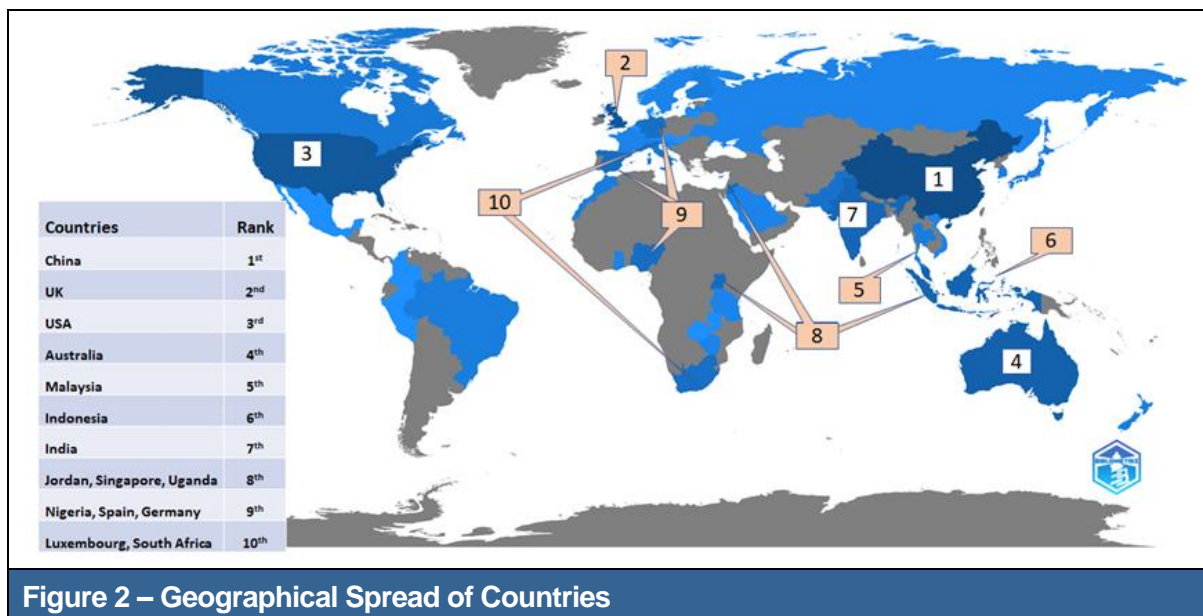 2
3
1
10
9
7
6
5
8
4
Countries Rank
China 1st
UK 2nd
USA 3rd
Australia 4th
Malaysia 5th
Indonesia 6th
India 7th
Jordan, Singapore, Uganda 8th
Nigeria, Spain, Germany 9th
Luxembourg, South Africa 10th
Figure 2 – Geographical Spread of Countries